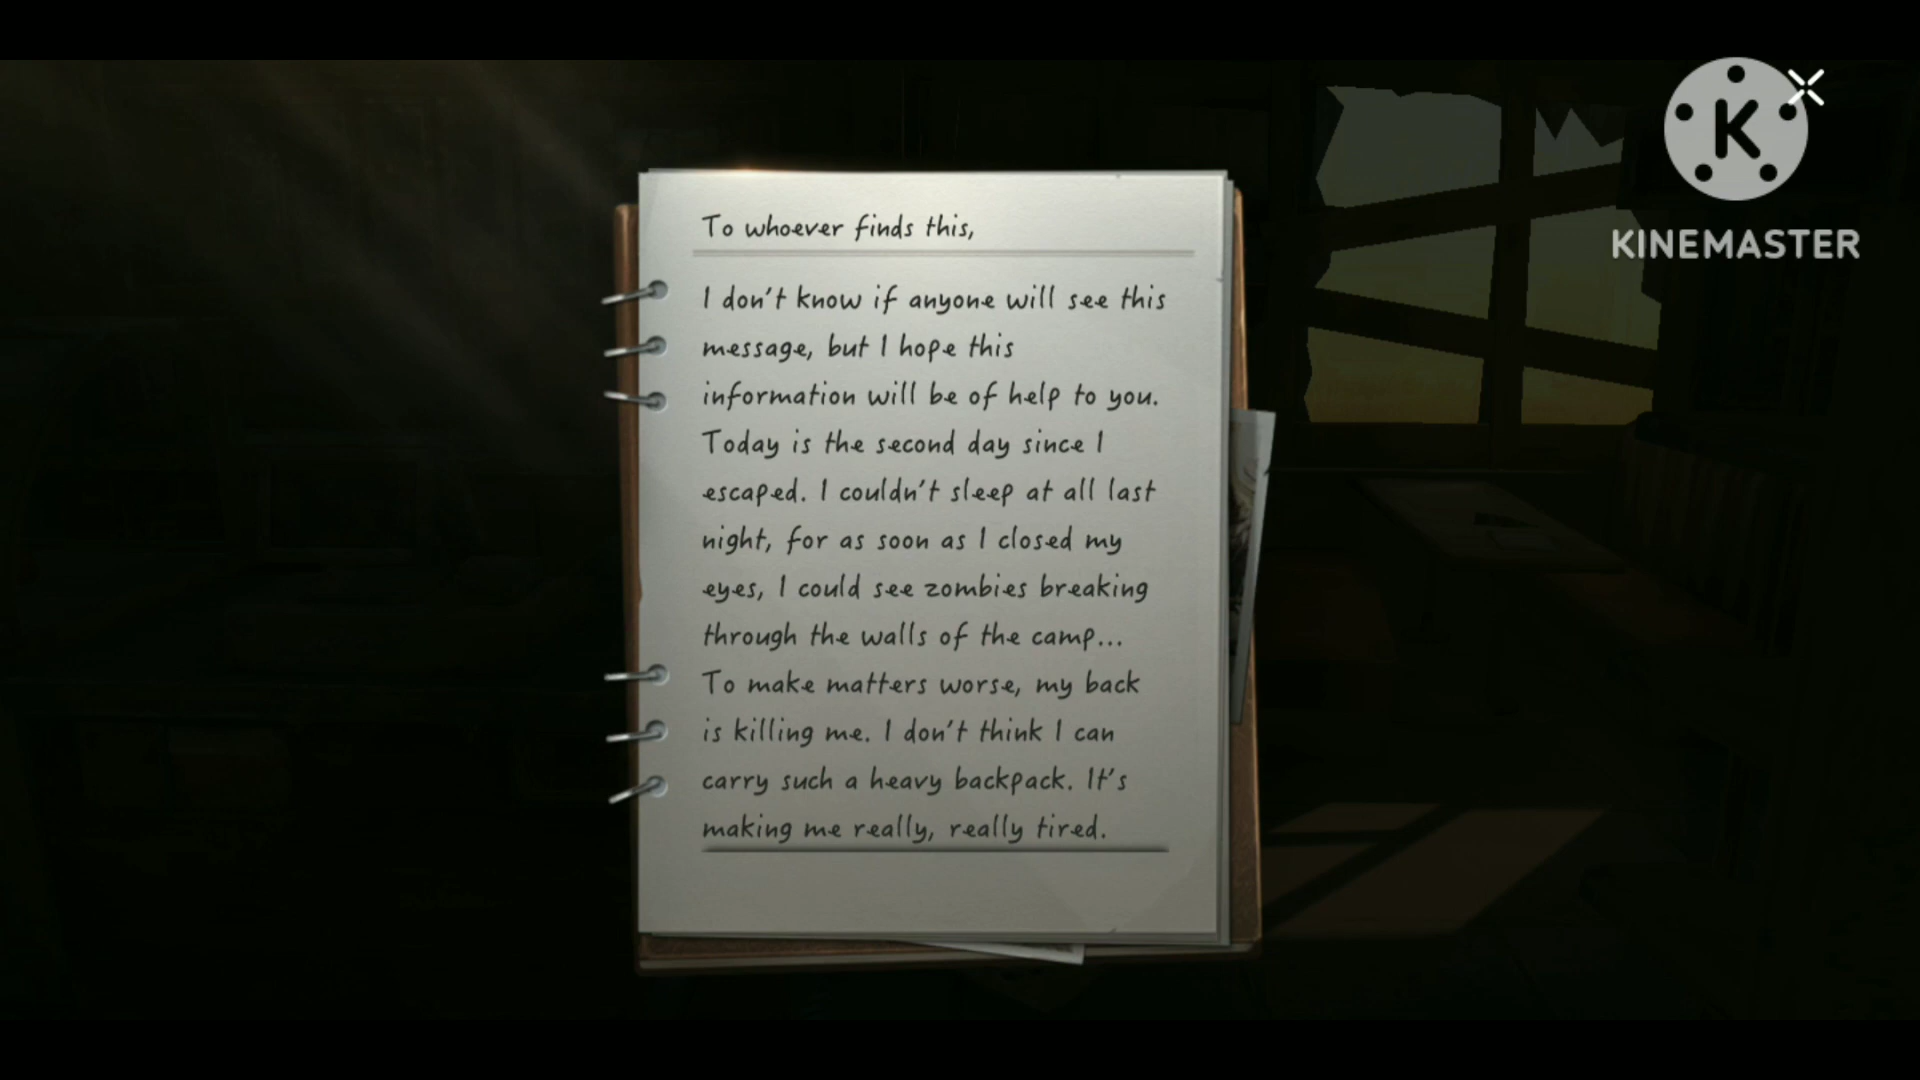 To whoever finds this,
I don't know if anyone will see this
message, but I hope this
information will be of help to you.
Today is the second day since I
escaped. I couldn't sleep at all last
night, for as soon as I closed my
eyes, I could see zombies breaking
through the walls of the camp...
To make matters worse, my back
is killing me. I don't think I can
carry such a heavy backpack. It's
making me really, really tired.
K
KINEMASTER